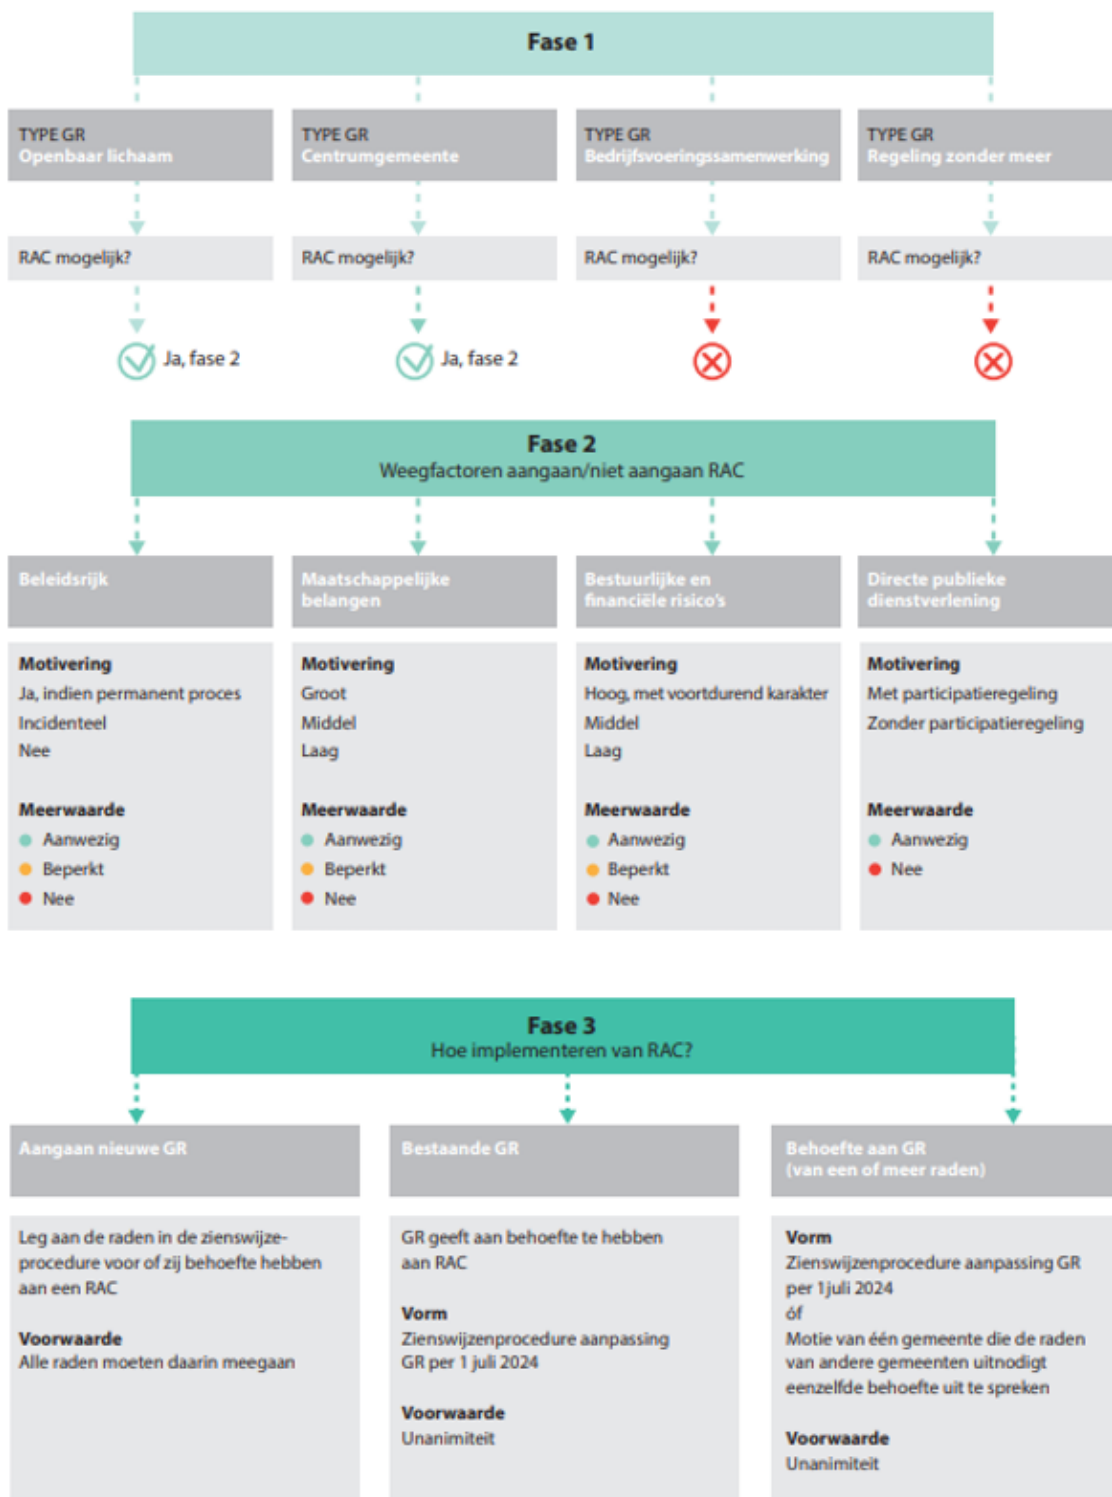 Fase 1
TYPE GR
Openbaar lichaam
TYPE GR
Centrumgemeente
TYPE GR
Bedrijfsvoeringssamenwerking
TYPE GR
Regeling zonder meer
RAC mogelijk?
RAC mogelijk?
RAC mogelijk?
RAC mogelijk?
Ja, fase 2
Ja, fase 2
Fase 2
Weegfactoren aangaan/niet aangaan RAC
Beleidsrijk
Motivering
Ja, indien permanent proces
Incidenteel
Nee
Meerwaarde
Aanwezig
Beperkt
Nee
Maatschappelijke
belangen
Motivering
Groot
Middel
Laag
Meerwaarde
Aanwezig
Beperkt
Nee
Bestuurlijke en
financiële risico's
Motivering
Hoog, met voortdurend karakter
Middel
Laag
Meerwaarde
Aanwezig
Beperkt
Nee
Directe publieke
dienstverlening
Motivering
Met participatieregeling
Zonder participatieregeling
Meerwaarde
Aanwezig
Nee
Fase 3
Hoe implementeren van RAC?
Aangaan nieuwe GR
Leg aan de raden in de zienswijze-
procedure voor of zij behoefte hebben
aan een RAC
Voorwaarde
Alle raden moeten daarin meegaan
Bestaande GR
GR geeft aan behoefte te hebben
aan RAC
Vorm
Zienswijzenprocedure aanpassing
GR per 1 juli 2024
Voorwaarde
Unanimiteit
Behoefte aan GR
(van een of meer raden)
Vorm
Zienswijzenprocedure aanpassing GR
per 1juli 2024
óf
Motie van één gemeente die de raden
van andere gemeenten uitnodigt
eenzelfde behoefte uit te spreken
Voorwaarde
Unanimiteit